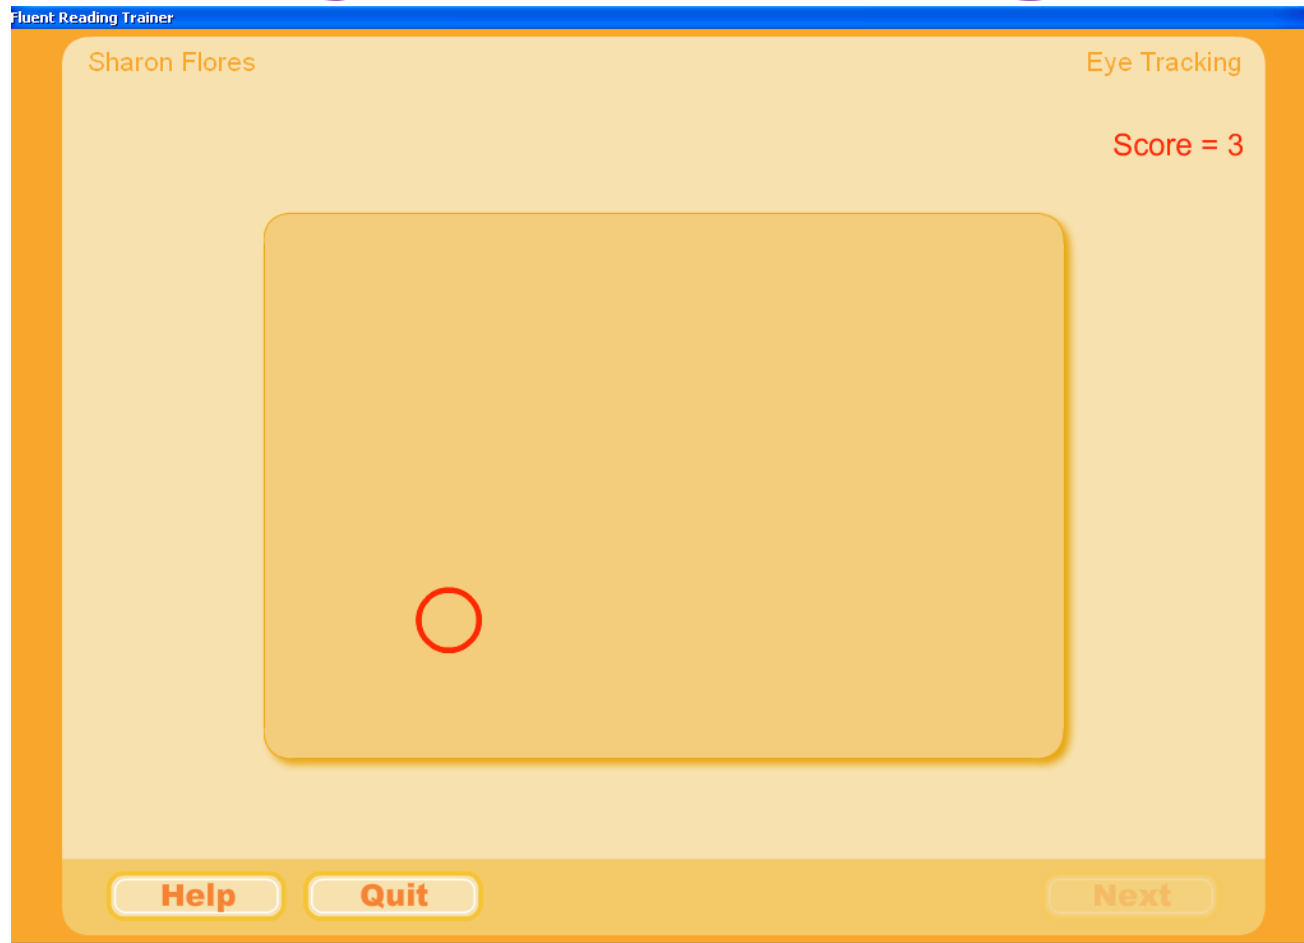 Fluent Reading Trainer
Sharon Flores
Eye Tracking
Score = 3
Help
Quit
Next